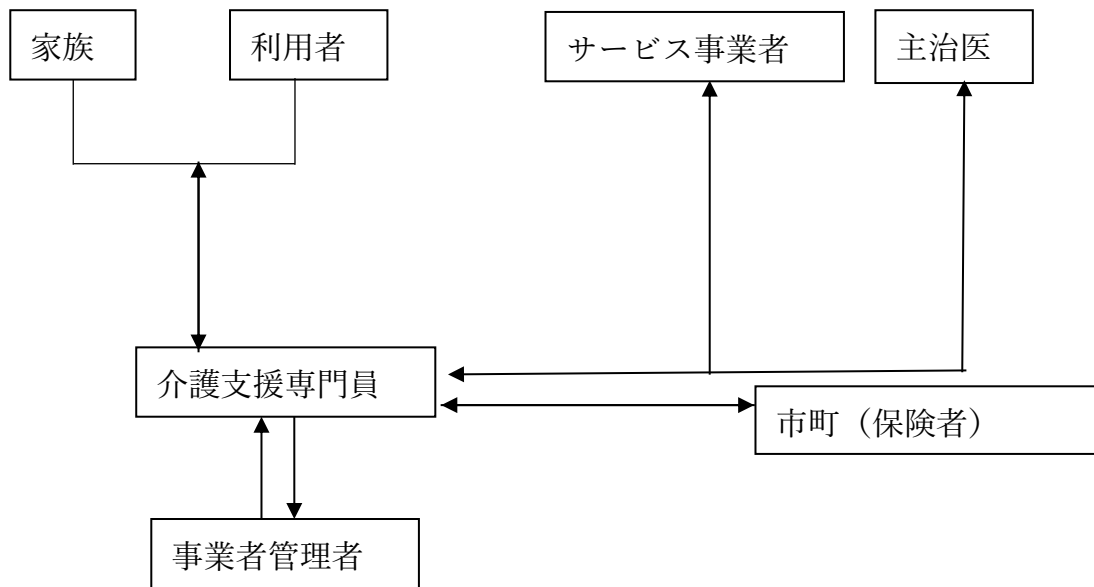 家族
利用者
サービス事業者
主治医
介護支援専門員
市町（保険者）
事業者管理者